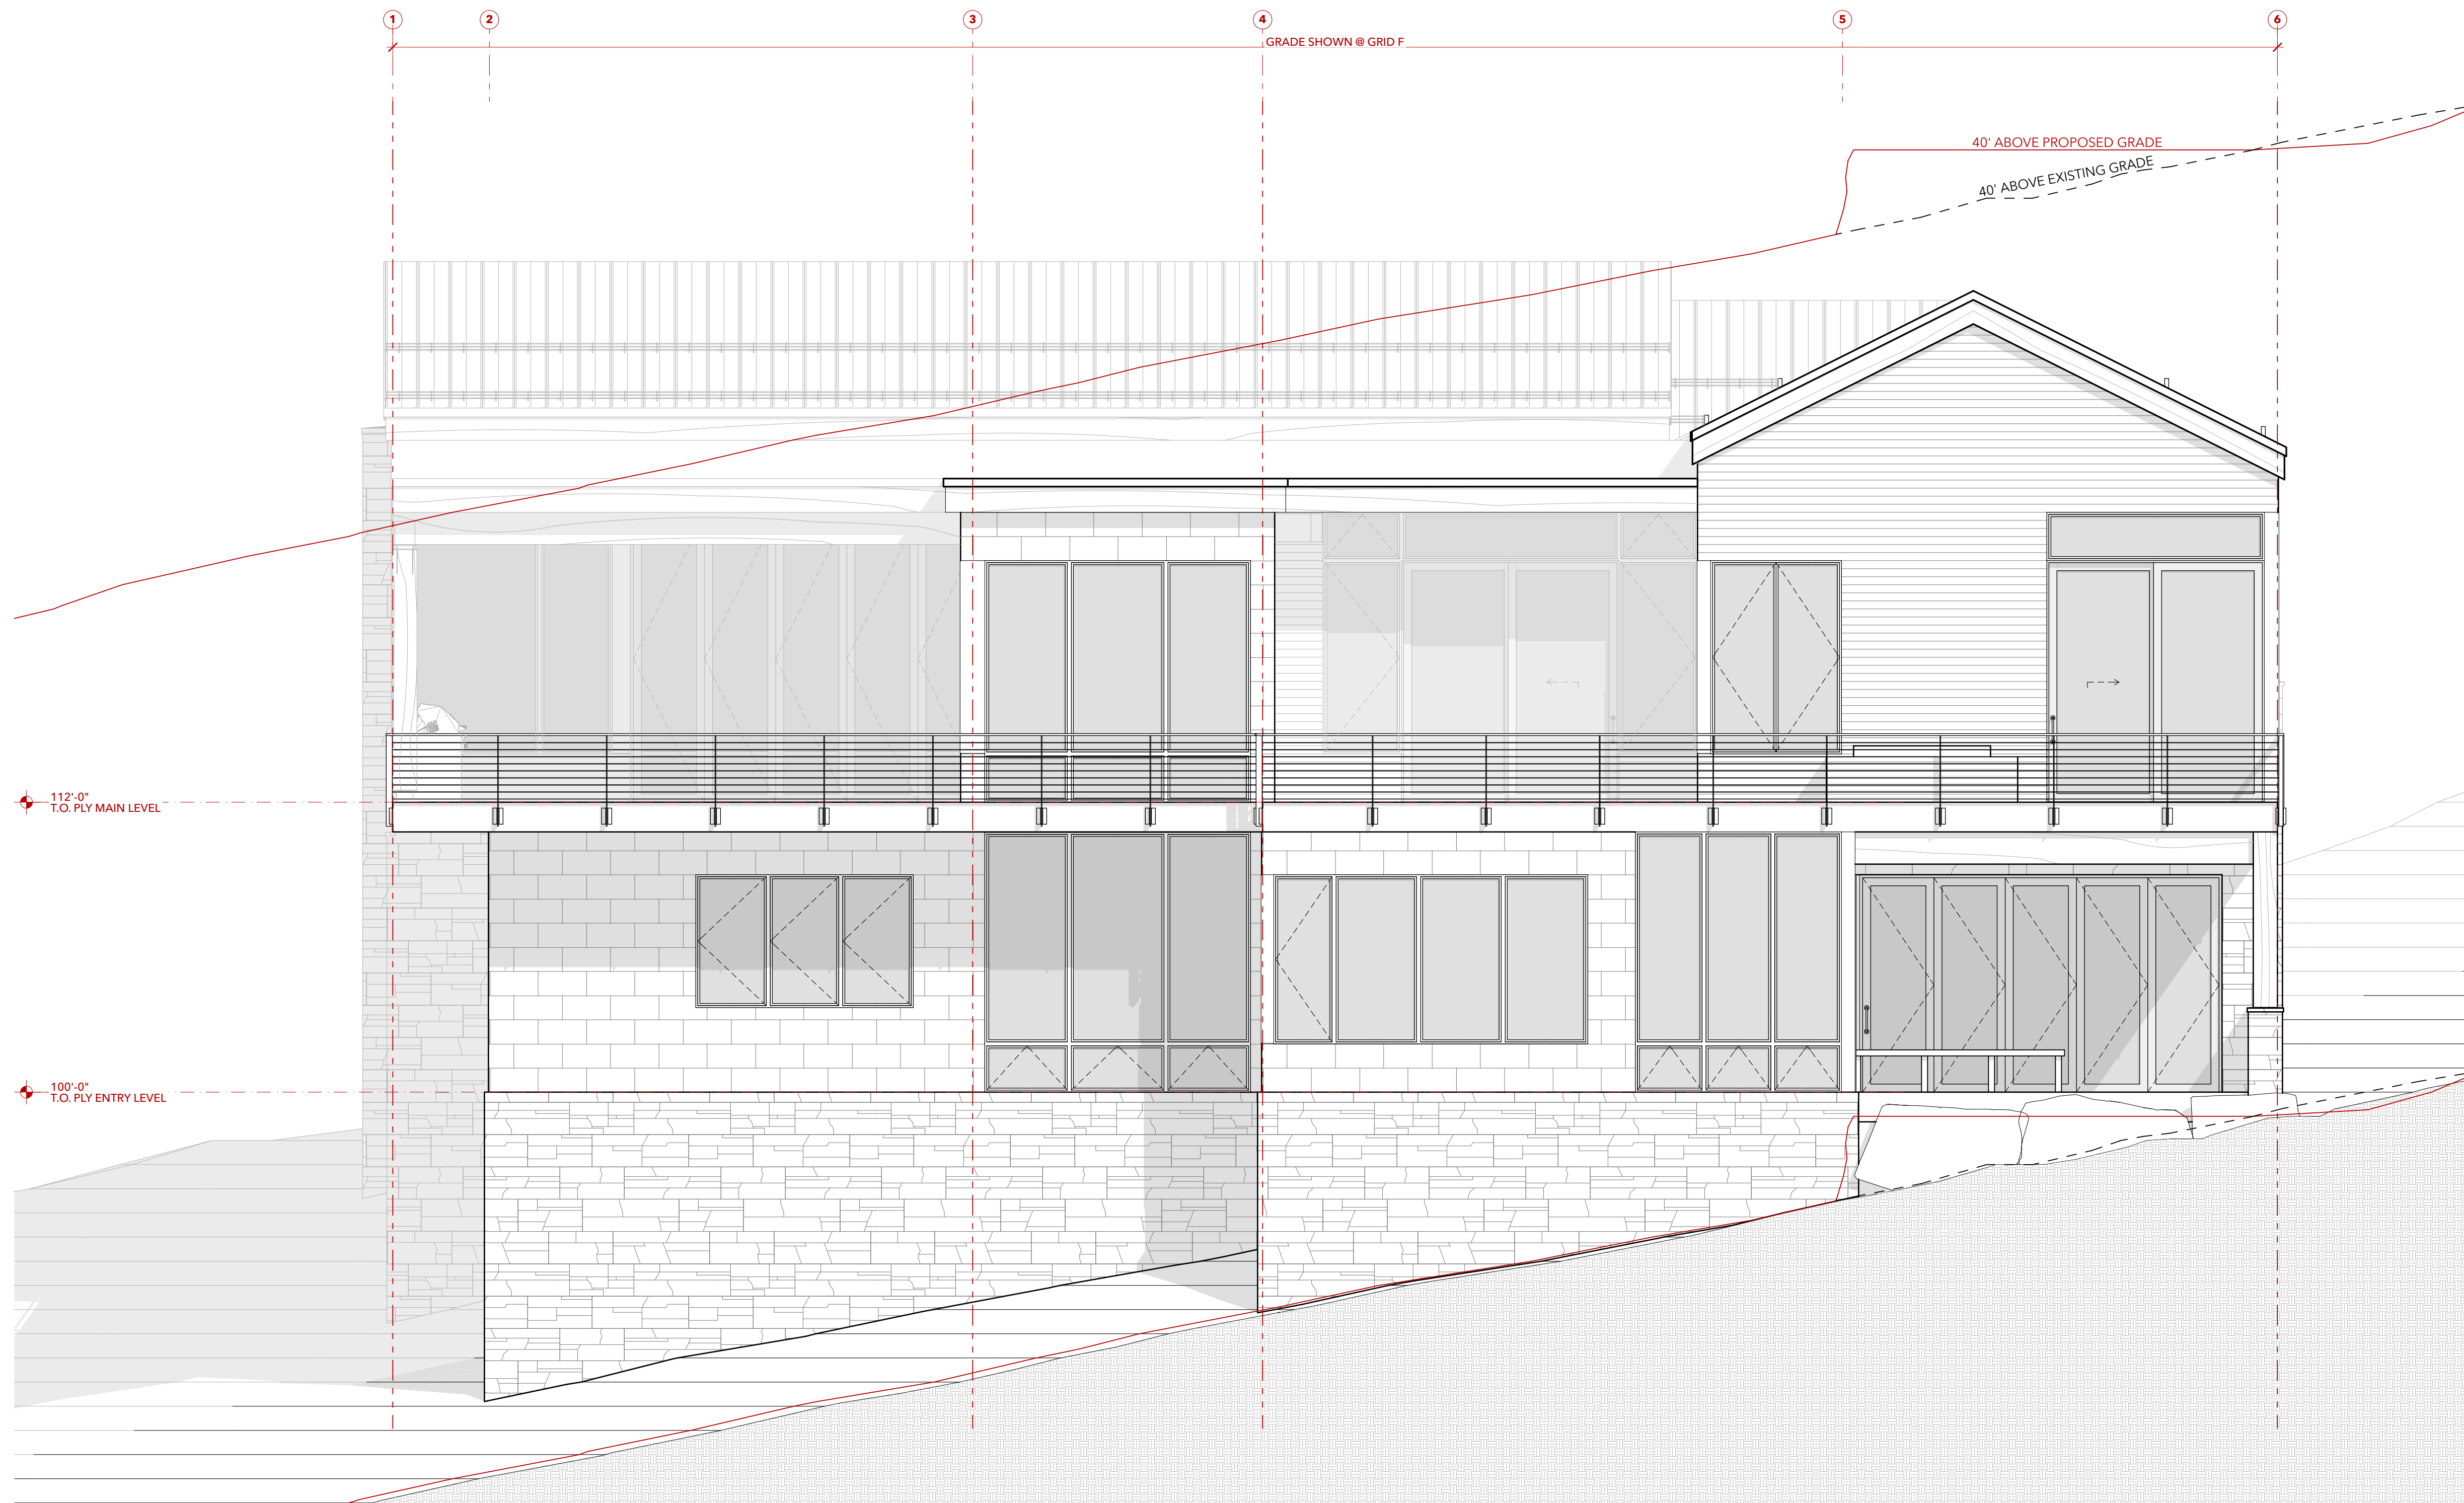 1 2 3 4 5 6
GRADE SHOWN @ GRID F
40' ABOVE PROPOSED GRADE
40' ABOVE EXISTING GRADE
112'-0"
T.O. PLY MAIN LEVEL
100'-0"
T.O. PLY ENTRY LEVEL